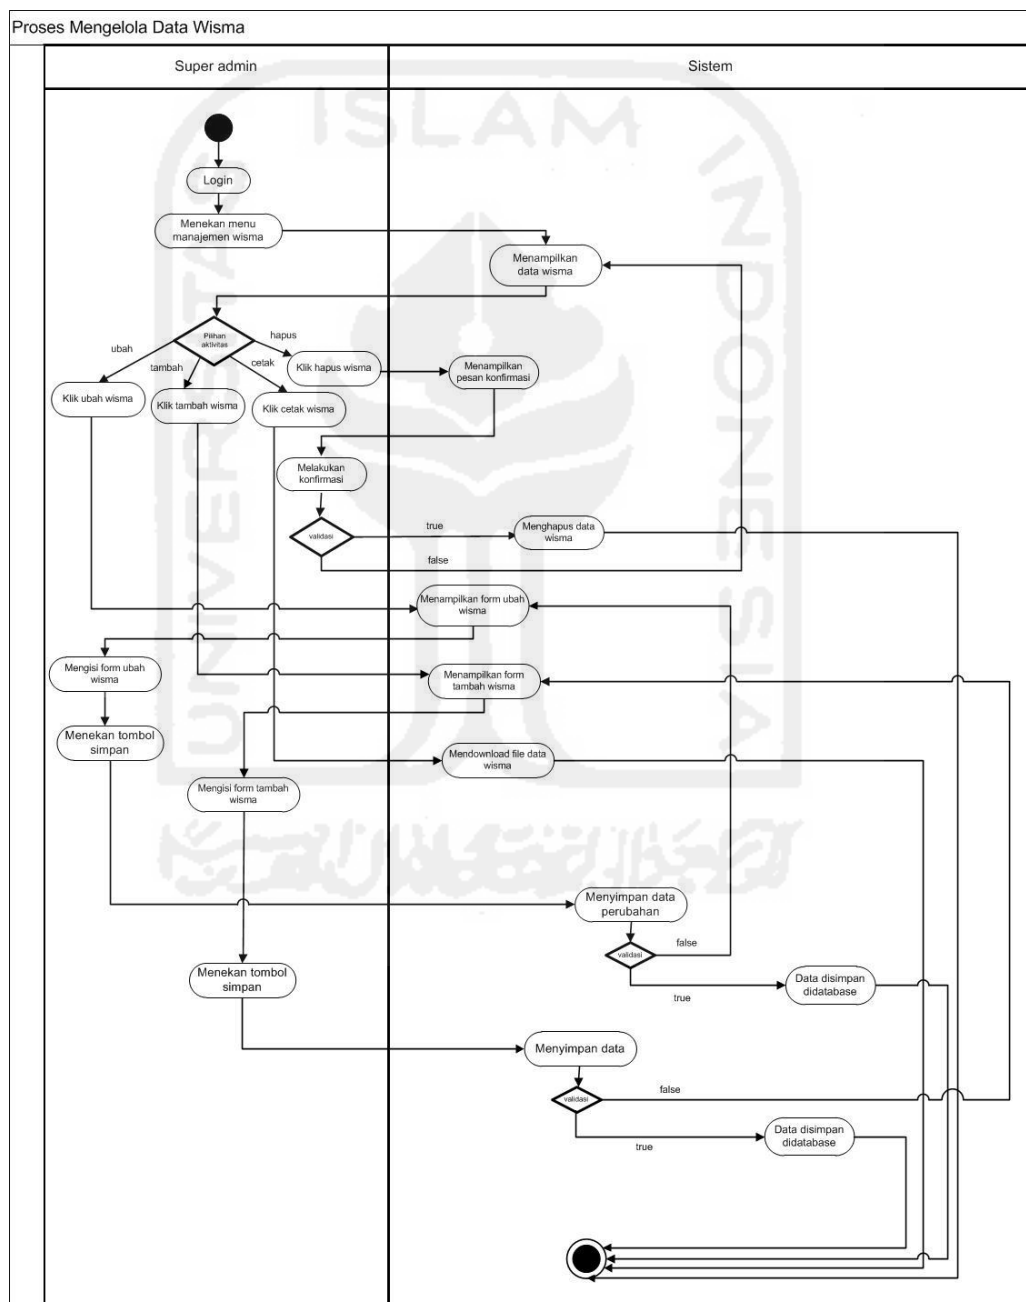 Proses Mengelola Data Wisma
Super admin
Sistem
ISLAM
UNIVERSITAS
INDONESIA
Login
Menekan menu
manajemen wisma
Menampilkan
data wisma
Pilihan
aktivitas
hapus
ubah
tambah
cetak
Klik hapus wisma
Menampilkan
pesan konfirmasi
Klik ubah wisma
Klik tambah wisma
Klik cetak wisma
Melakukan
konfirmasi
validasi
true
false
Menghapus data
wisma
Menampilkan form ubah
wisma
Mengisi form ubah
wisma
Menampilkan form
tambah wisma
Menekan tombol
simpan
Mendownload file data
wisma
Mengisi form tambah
wisma
Menyimpan data
perubahan
validasi
false
true
Data disimpan
didatabase
Menekan tombol
simpan
Menyimpan data
validasi
false
true
Data disimpan
didatabase